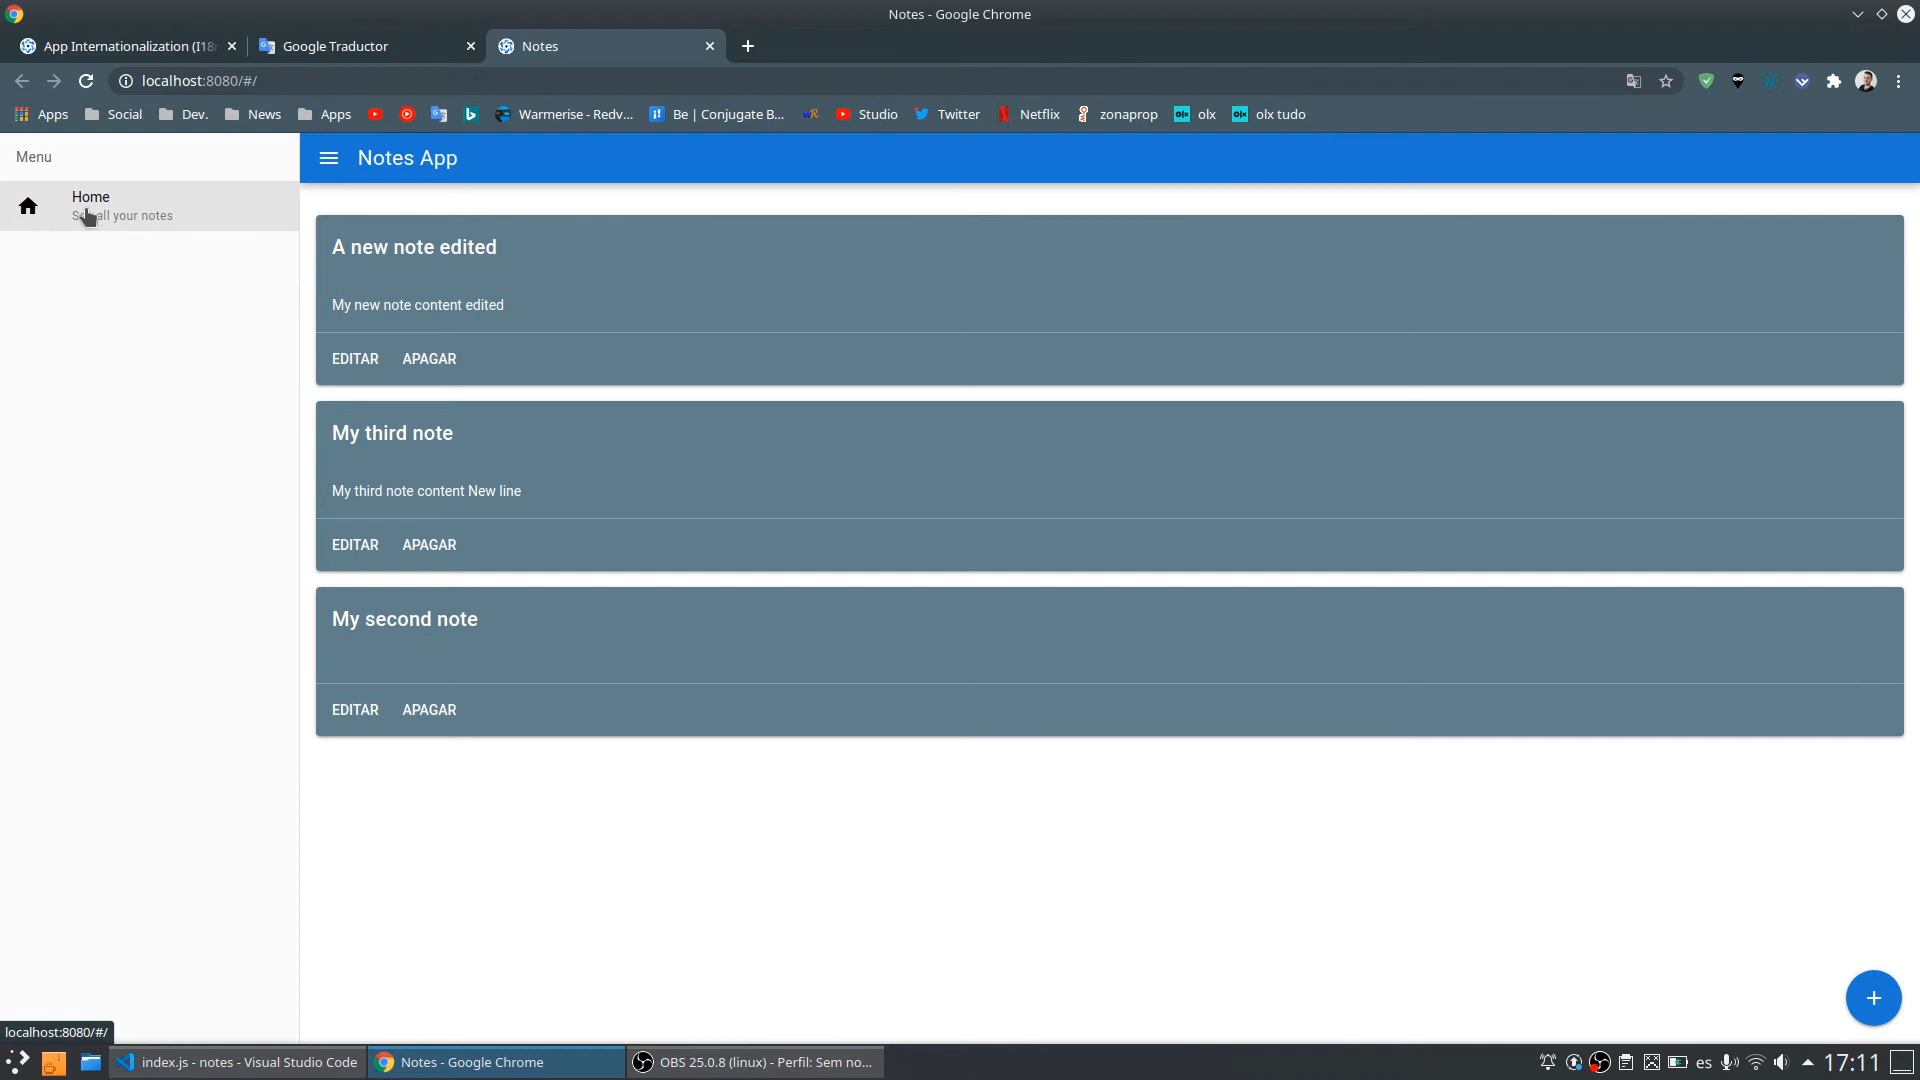 Notes - Google Chrome
App Internationalization (I18n
Google Traductor
Notes
localhost:8080/#/
Apps
Social
Dev.
News
Apps
Warmerise - Redv...
Be | Conjugate B...
Studio
Twitter
Netflix
zonaprop
olx
olx tudo
Menu
Notes App
Home
all your notes
A new note edited
My new note content edited
EDITAR APAGAR
My third note
My third note content New line
EDITAR APAGAR
My second note
EDITAR APAGAR
+
localhost:8080/#/
index.js - notes - Visual Studio Code
Notes - Google Chrome
OBS 25.0.8 (linux) - Perfil: Sem no...
es
17:11